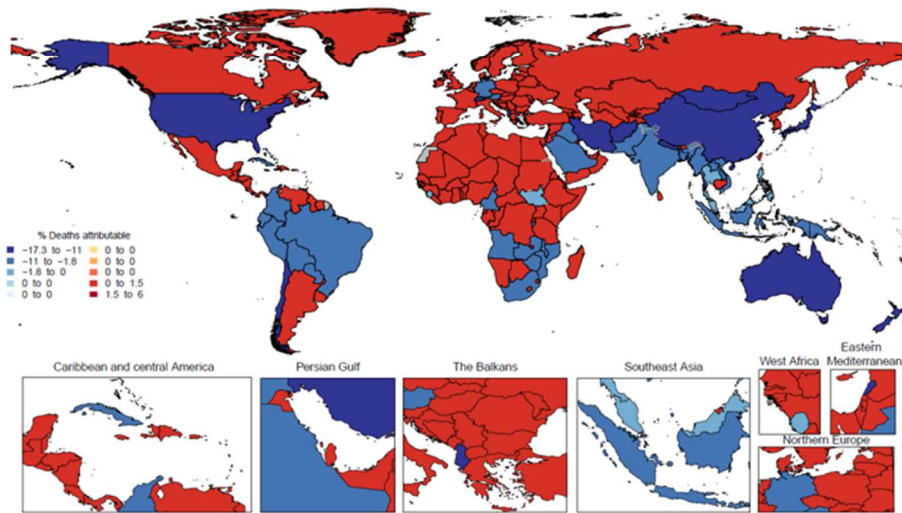 % Deaths attributable
−17.3 to −11
−11 to −1.8
−1.8 to 0
0 to 0
0 to 0
0 to 0
0 to 0
0 to 0
0 to 1.5
1.5 to 6
Caribbean and central America
Persian Gulf
The Balkans
Southeast Asia
West Africa
Eastern
Mediterranean
Northern Europe